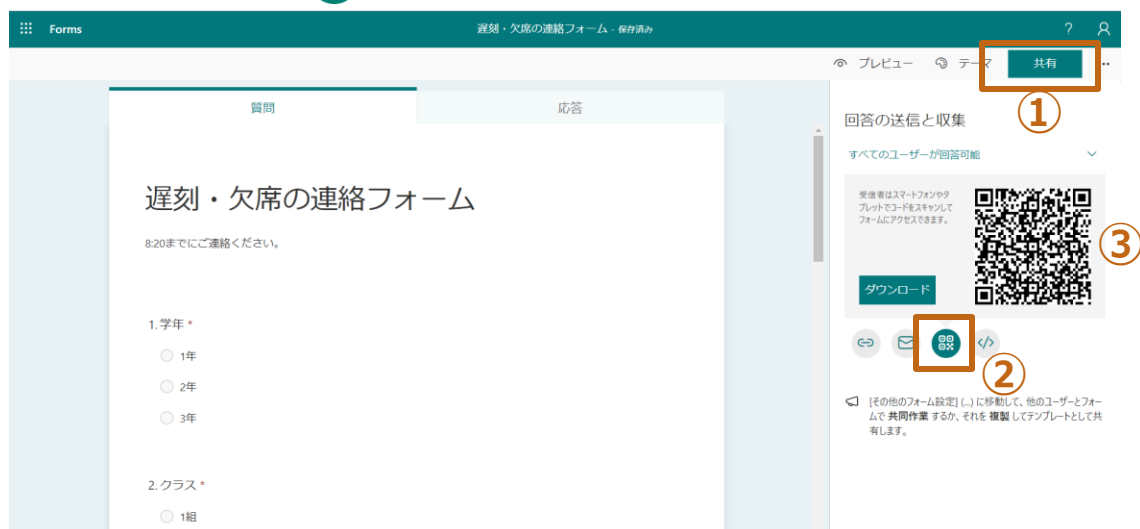 Forms
遅刻・欠席の連絡フォーム - 保存済み
?
プレビュー
テーマ
共有
①
質問
応答
回答の送信と収集
すべてのユーザーが回答可能
遅刻・欠席の連絡フォーム
受信者はスマートフォンやタ
ブレットでコードをスキャンして
フォームにアクセスできます。
8:20までにご連絡ください。
③
ダウンロード
1. 学年 *
1年
2年
3年
②
[その他のフォーム設定] (...) に移動して、他のユーザーとフォー
ムで 共同作業 するか、それを 複製 してテンプレートとして共
有します。
2. クラス *
1組